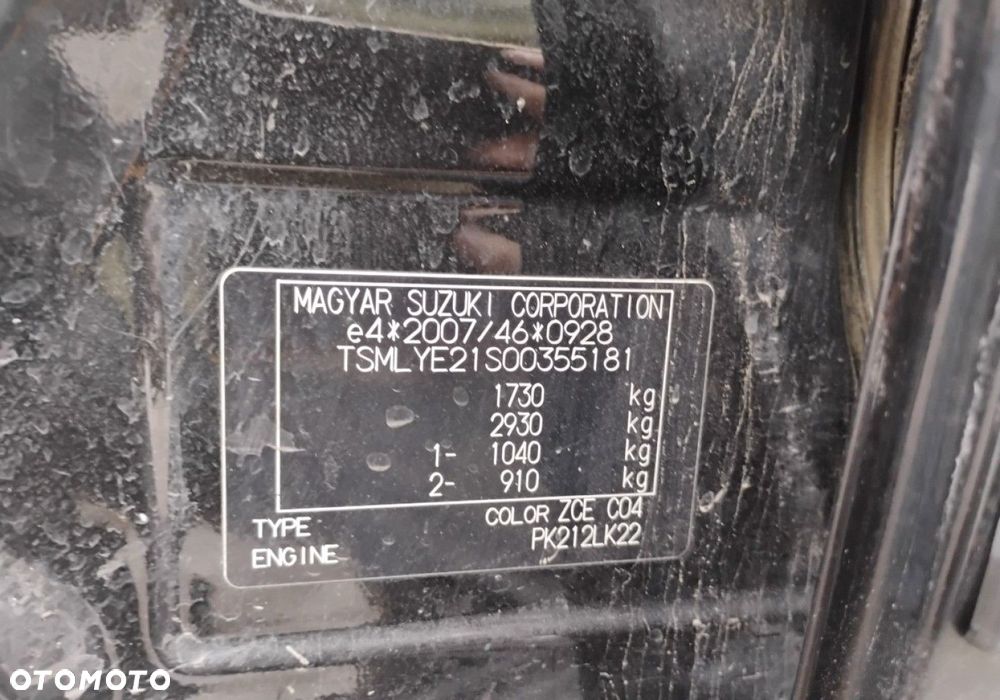 MAGYAR SUZUKI CORPORATION
e4*2007/46*0928
TSMLYE21S00355181
1730 kg
2930 kg
1- 1040 kg
2- 910 kg
TYPE COLOR ZCE C04
ENGINE PK212LK22
OTOMOTO